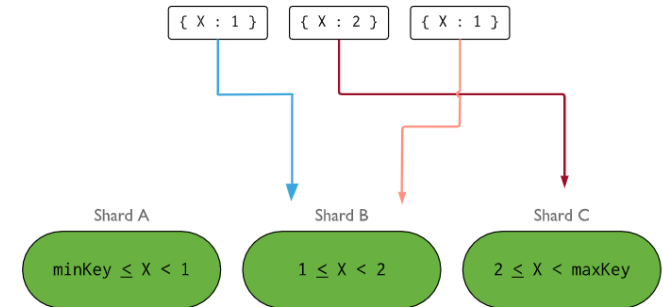 { X : 1 }
{ X : 2 }
{ X : 1 }
Shard A
Shard B
Shard C
minKey ≤ X < 1
1 ≤ X < 2
2 ≤ X < maxKey